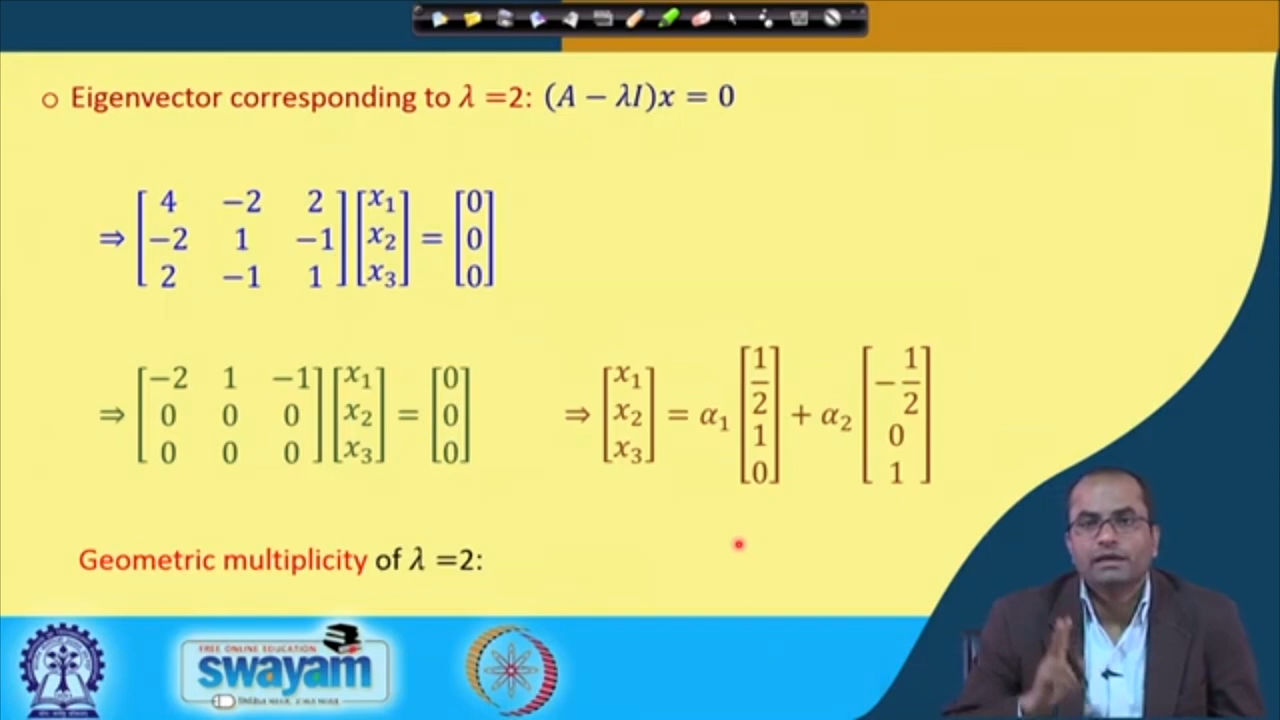 ○ Eigenvector corresponding to λ =2: (A − λI)x = 0
⇒ [4 −2 2; −2 1 −1; 2 −1 1] [x₁; x₂; x₃] = [0; 0; 0]
⇒ [−2 1 −1; 0 0 0; 0 0 0] [x₁; x₂; x₃] = [0; 0; 0] ⇒ [x₁; x₂; x₃] = α₁ [1/2; 1; 0] + α₂ [−1/2; 0; 1]
Geometric multiplicity of λ =2:
FREE ONLINE EDUCATION
swayam